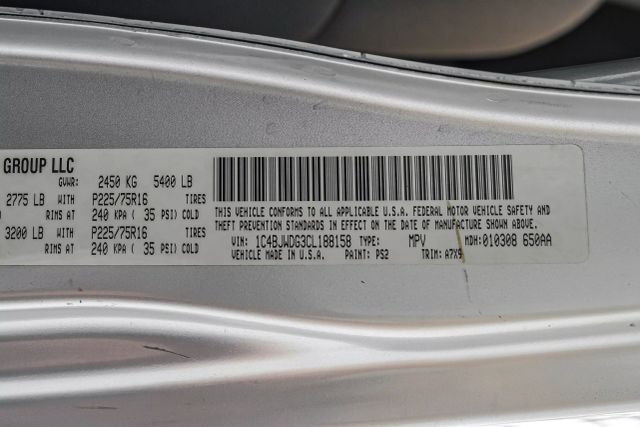 GROUP LLC
GVWR: 2450 KG 5400 LB
2775 LB WITH P225/75R16 TIRES
RIMS AT 240 KPA ( 35 PSI) COLD
3200 LB WITH P225/75R16 TIRES
RIMS AT 240 KPA ( 35 PSI) COLD
THIS VEHICLE CONFORMS TO ALL APPLICABLE U.S.A. FEDERAL MOTOR VEHICLE SAFETY AND
THEFT PREVENTION STANDARDS IN EFFECT ON THE DATE OF MANUFACTURE SHOWN ABOVE.
VIN: 1C4BJWDG3CL188158 TYPE: MPV MDH: 010308 650AA
VEHICLE MADE IN U.S.A. PAINT: PS2 TRIM: A7X9